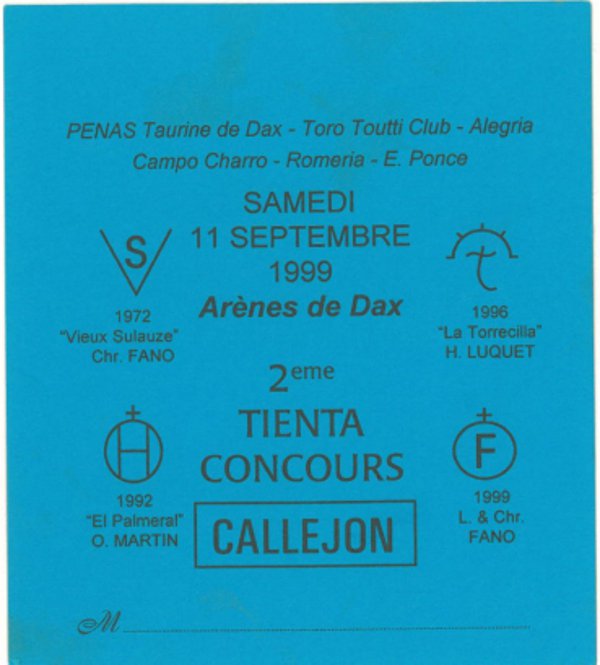 PENAS Taurine de Dax - Toro Toutti Club - Alegria
Campo Charro - Romeria - E. Ponce
SAMEDI
11 SEPTEMBRE
1999
Arènes de Dax
S
1972
"Vieux Sulauze"
Chr. FANO
t
1996
"La Torrecilla"
H. LUQUET
2eme
TIENTA
CONCOURS
CALLEJON
H
1992
"El Palmeral"
O. MARTIN
F
1999
L. & Chr.
FANO
M